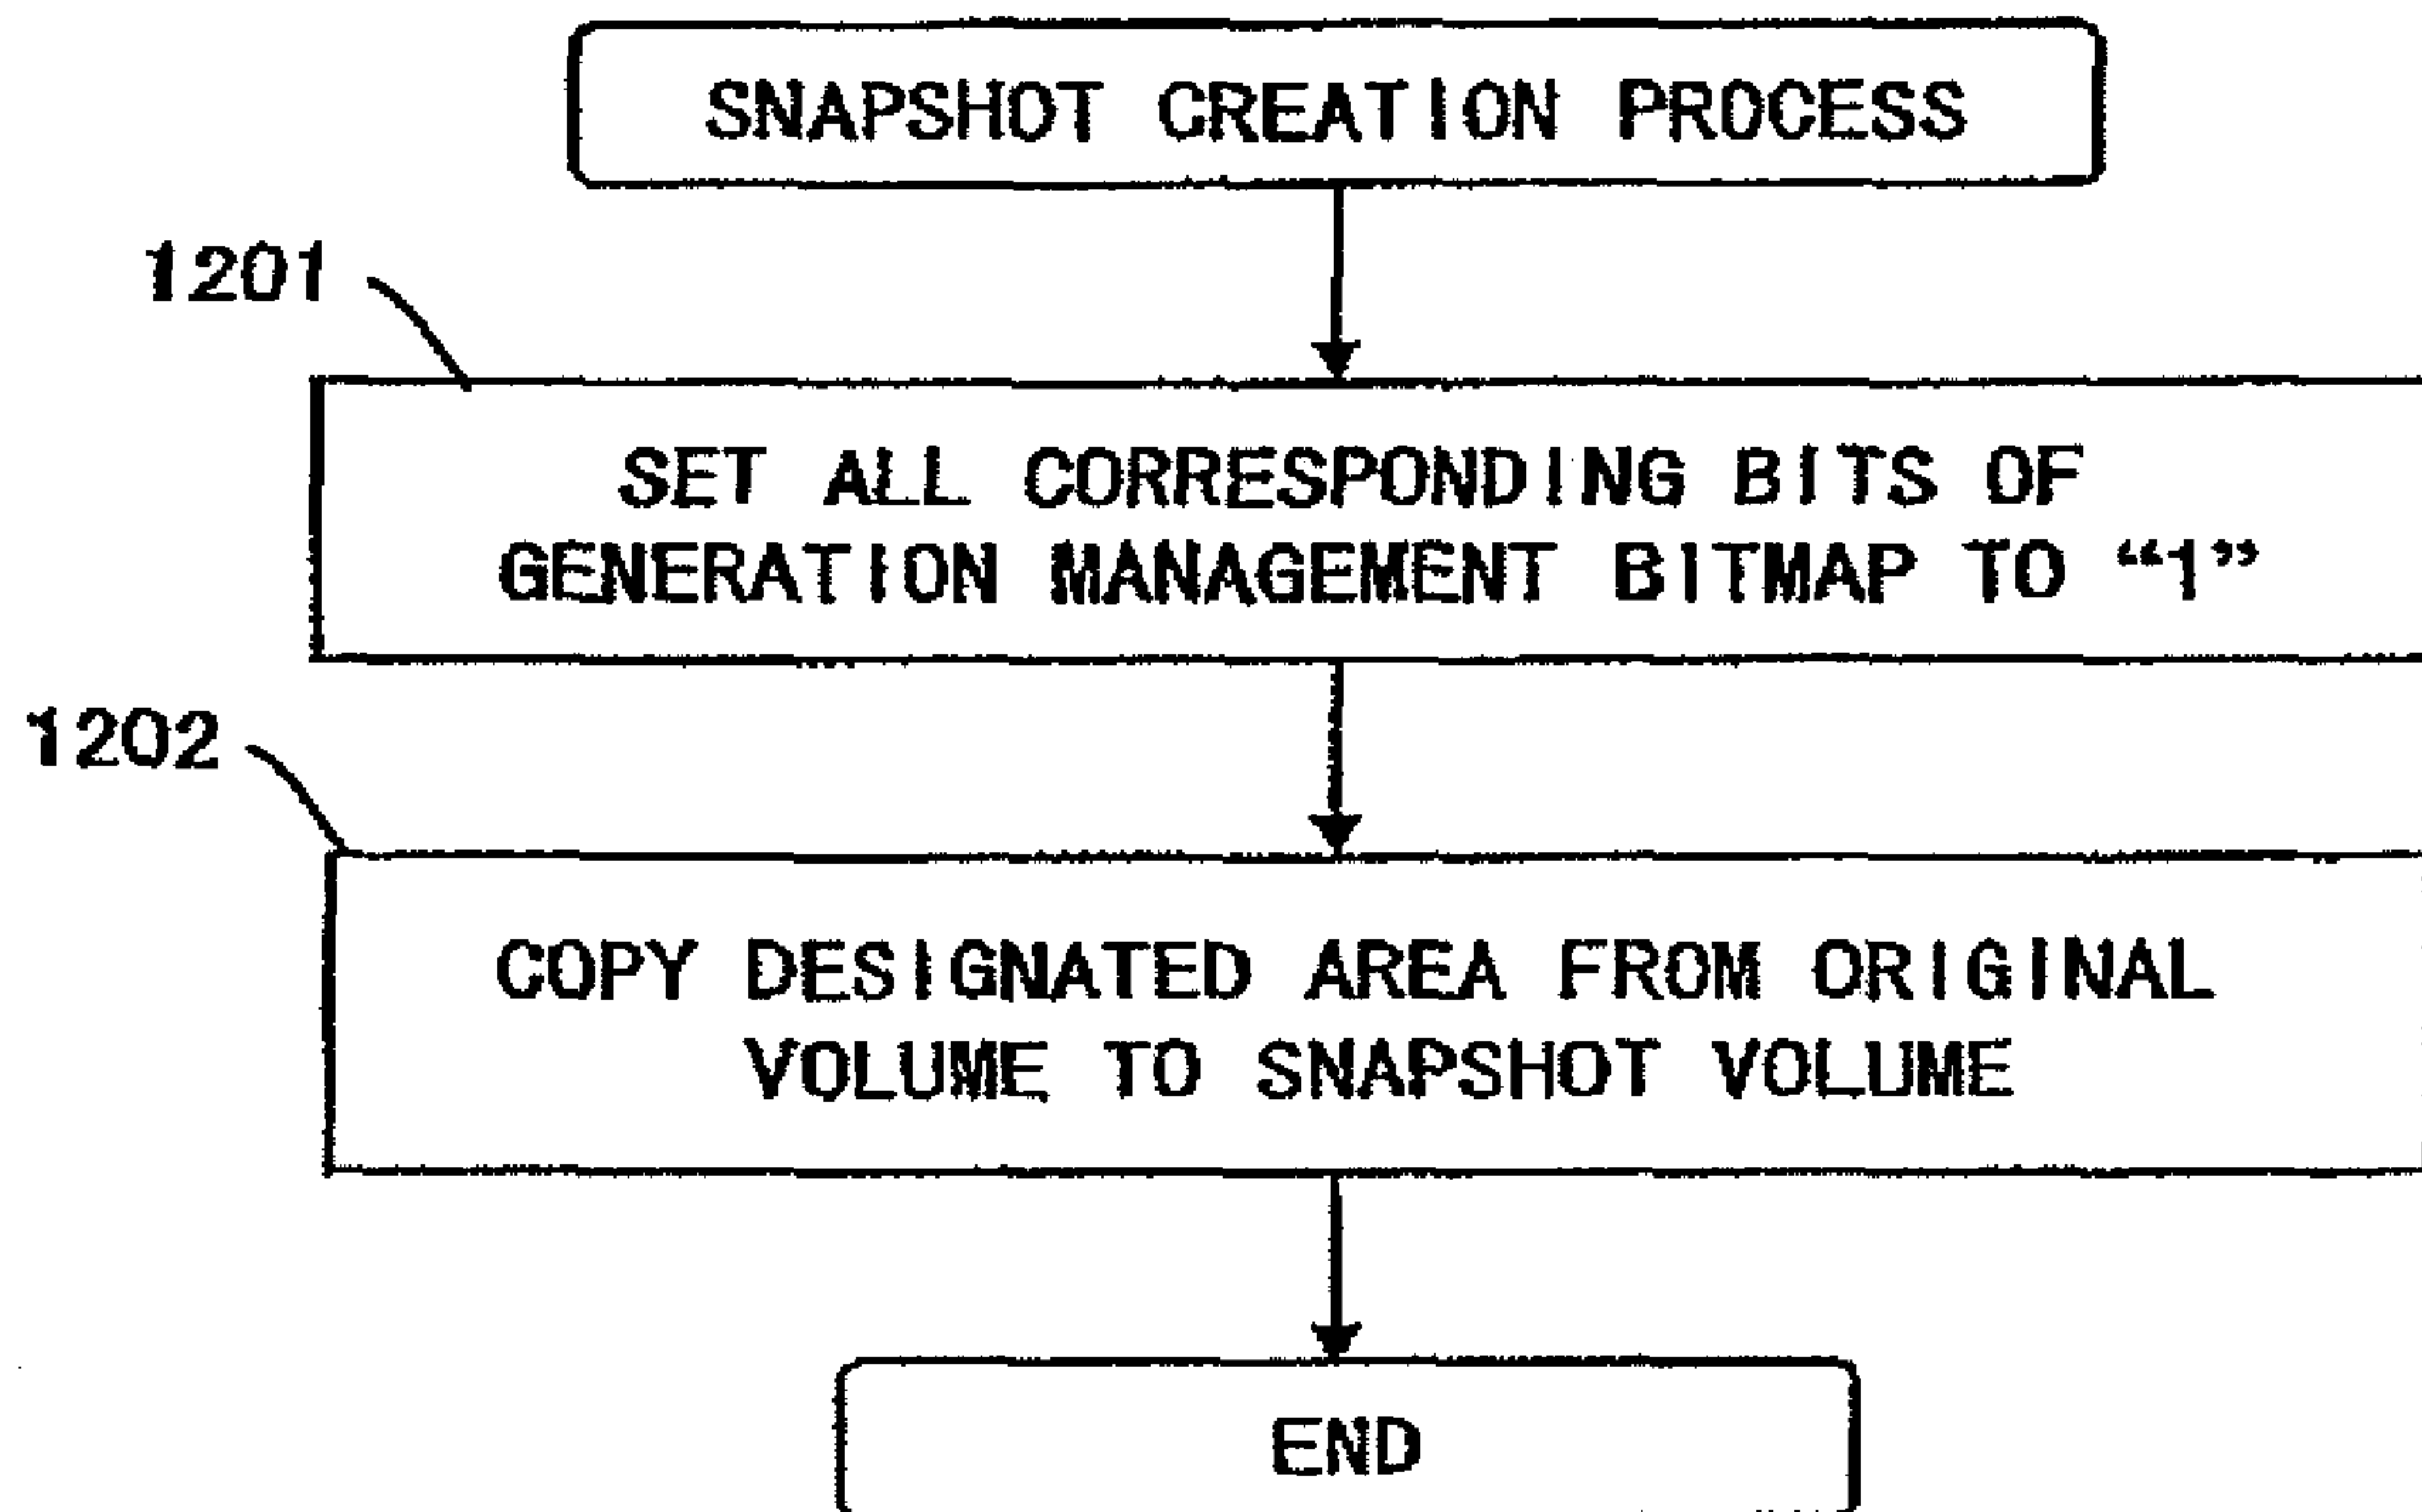 SNAPSHOT CREATION PROCESS
1201
SET ALL CORRESPONDING BITS OF
GENERATION MANAGEMENT BITMAP TO “1”
1202
COPY DESIGNATED AREA FROM ORIGINAL
VOLUME TO SNAPSHOT VOLUME
END